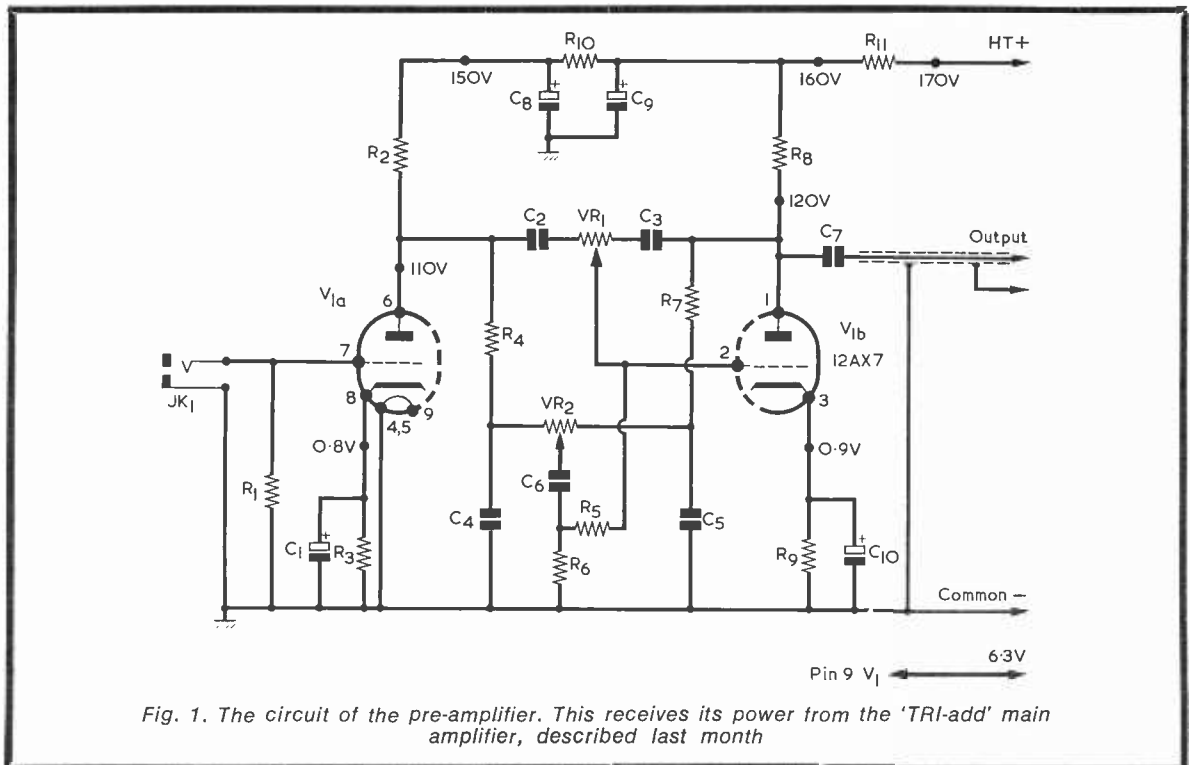 R10
R11
HT+
150V
160V
170V
C8
+
C9
+
R2
R8
120V
C2
VR1
C3
C7
Output
110V
V1a
6
R4
R7
1
V1b
12AX7
7
2
V
JK1
8
4,5
9
VR2
3
0·8V
0·9V
R1
C6
R5
C4
C5
C1
+
R3
R6
R9
+
C10
Common –
6·3V
Pin 9 V1
Fig. 1. The circuit of the pre-amplifier. This receives its power from the 'TRI-add' main
amplifier, described last month